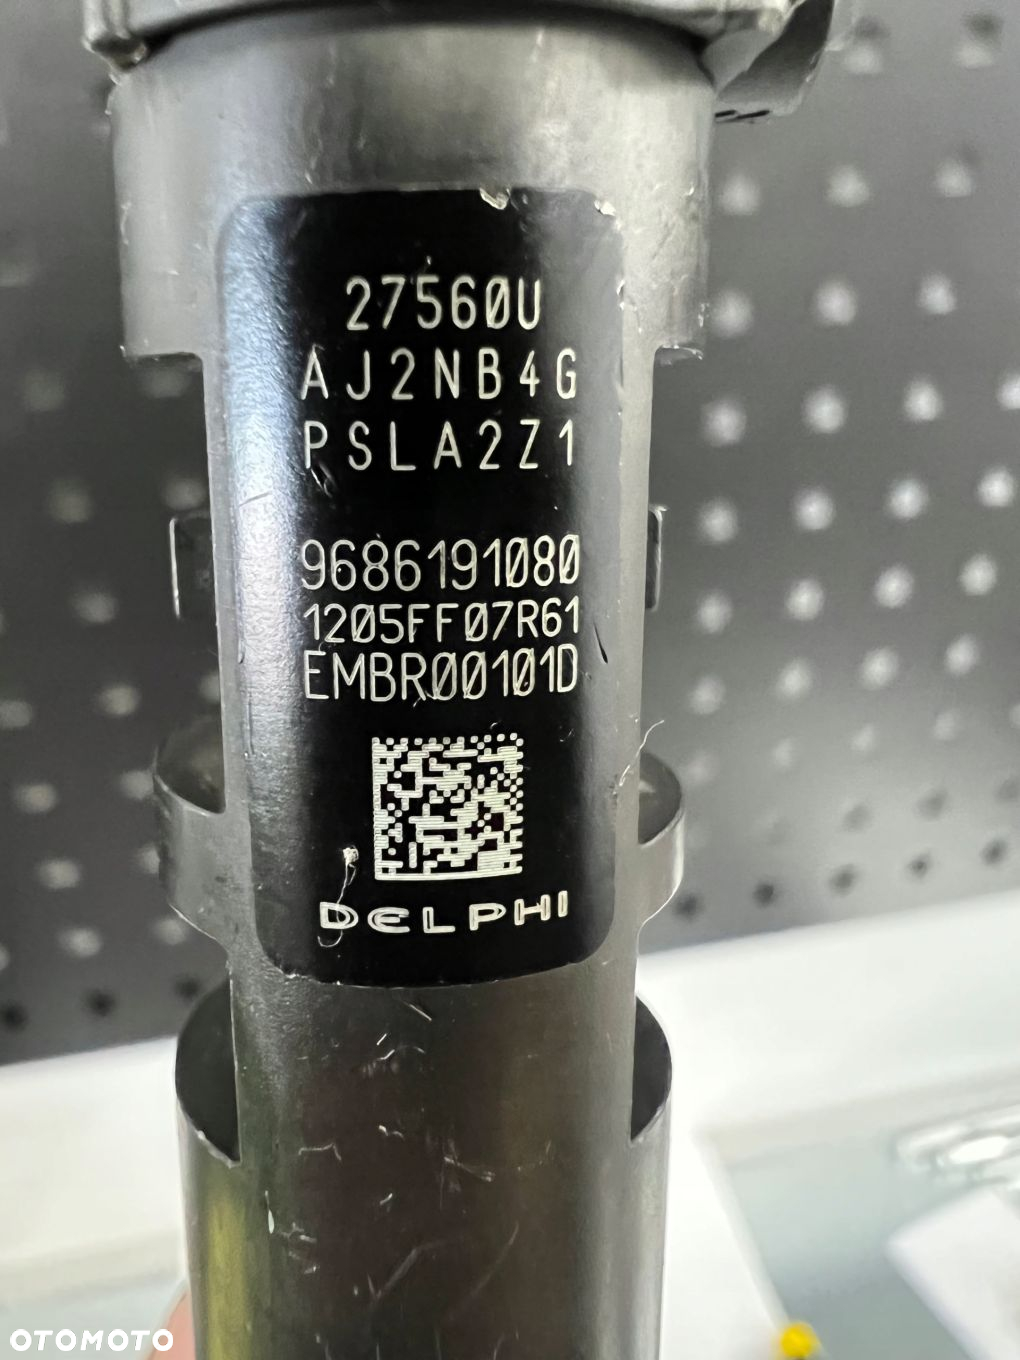 27560U
AJ2NB4G
PSLA2Z1
9686191080
1205FF07R61
EMBR00101D
DELPHI
OTOMOTO